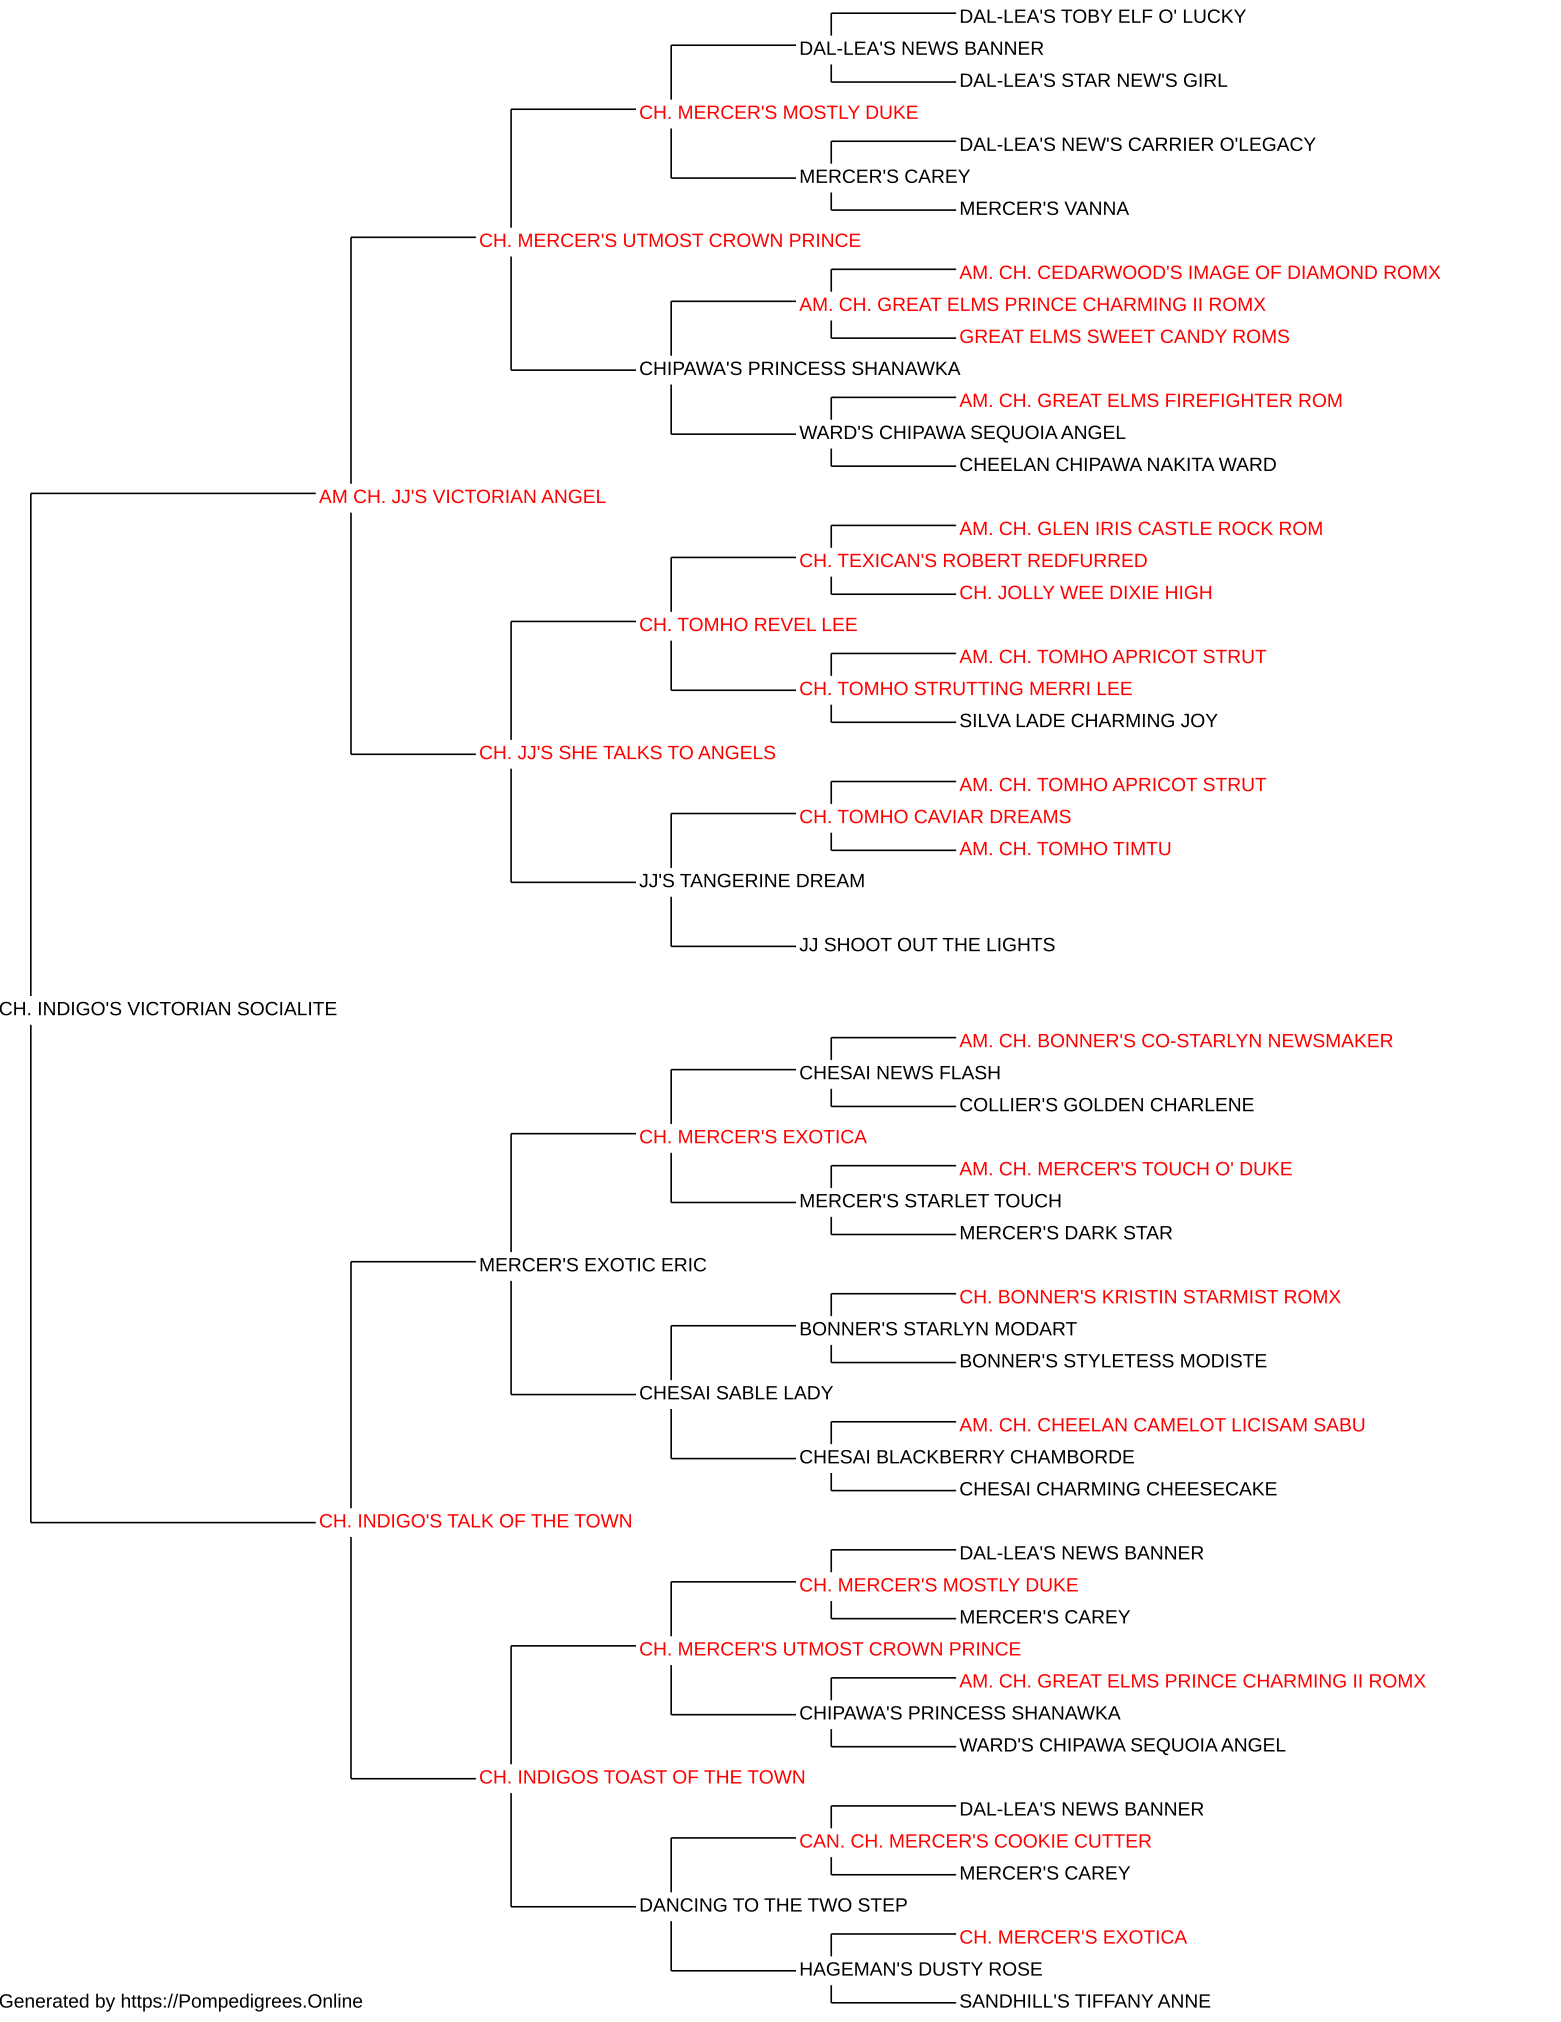 DAL-LEA'S TOBY ELF O' LUCKY
DAL-LEA'S NEWS BANNER
DAL-LEA'S STAR NEW'S GIRL
CH. MERCER'S MOSTLY DUKE
DAL-LEA'S NEW'S CARRIER O'LEGACY
MERCER'S CAREY
MERCER'S VANNA
CH. MERCER'S UTMOST CROWN PRINCE
AM. CH. CEDARWOOD'S IMAGE OF DIAMOND ROMX
AM. CH. GREAT ELMS PRINCE CHARMING II ROMX
GREAT ELMS SWEET CANDY ROMS
CHIPAWA'S PRINCESS SHANAWKA
AM. CH. GREAT ELMS FIREFIGHTER ROM
WARD'S CHIPAWA SEQUOIA ANGEL
CHEELAN CHIPAWA NAKITA WARD
AM CH. JJ'S VICTORIAN ANGEL
AM. CH. GLEN IRIS CASTLE ROCK ROM
CH. TEXICAN'S ROBERT REDFURRED
CH. JOLLY WEE DIXIE HIGH
CH. TOMHO REVEL LEE
AM. CH. TOMHO APRICOT STRUT
CH. TOMHO STRUTTING MERRI LEE
SILVA LADE CHARMING JOY
CH. JJ'S SHE TALKS TO ANGELS
AM. CH. TOMHO APRICOT STRUT
CH. TOMHO CAVIAR DREAMS
AM. CH. TOMHO TIMTU
JJ'S TANGERINE DREAM
JJ SHOOT OUT THE LIGHTS
CH. INDIGO'S VICTORIAN SOCIALITE
AM. CH. BONNER'S CO-STARLYN NEWSMAKER
CHESAI NEWS FLASH
COLLIER'S GOLDEN CHARLENE
CH. MERCER'S EXOTICA
AM. CH. MERCER'S TOUCH O' DUKE
MERCER'S STARLET TOUCH
MERCER'S DARK STAR
MERCER'S EXOTIC ERIC
CH. BONNER'S KRISTIN STARMIST ROMX
BONNER'S STARLYN MODART
BONNER'S STYLETESS MODISTE
CHESAI SABLE LADY
AM. CH. CHEELAN CAMELOT LICISAM SABU
CHESAI BLACKBERRY CHAMBORDE
CHESAI CHARMING CHEESECAKE
CH. INDIGO'S TALK OF THE TOWN
DAL-LEA'S NEWS BANNER
CH. MERCER'S MOSTLY DUKE
MERCER'S CAREY
CH. MERCER'S UTMOST CROWN PRINCE
AM. CH. GREAT ELMS PRINCE CHARMING II ROMX
CHIPAWA'S PRINCESS SHANAWKA
WARD'S CHIPAWA SEQUOIA ANGEL
CH. INDIGOS TOAST OF THE TOWN
DAL-LEA'S NEWS BANNER
CAN. CH. MERCER'S COOKIE CUTTER
MERCER'S CAREY
DANCING TO THE TWO STEP
CH. MERCER'S EXOTICA
HAGEMAN'S DUSTY ROSE
SANDHILL'S TIFFANY ANNE
Generated by https://Pompedigrees.Online